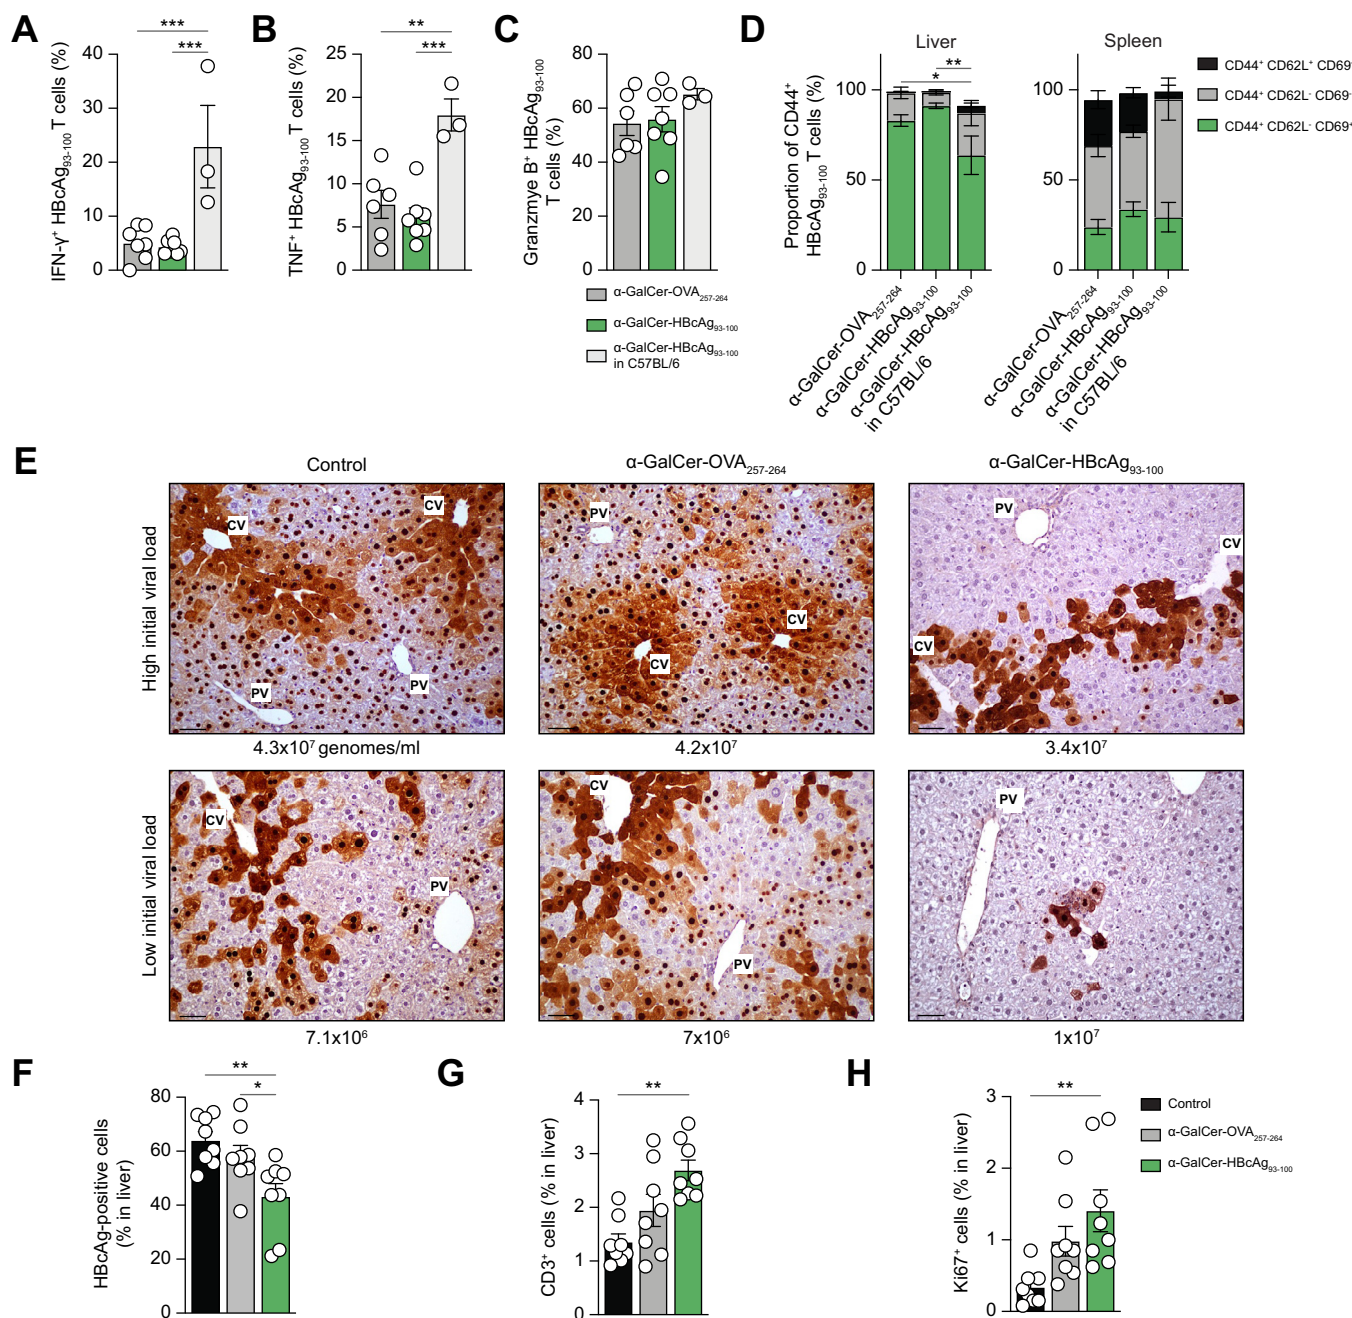 A
IFN-γ⁺ HBcAg₉₃₋₁₀₀
T cells (%)
40
30
20
10
0
***
***
B
TNF⁺ HBcAg₉₃₋₁₀₀ T cells (%)
25
20
15
10
5
0
**
***
C
Granzmye B⁺ HBcAg₉₃₋₁₀₀
T cells (%)
80
60
40
20
0
α-GalCer-OVA₂₅₇₋₂₆₄
α-GalCer-HBcAg₉₃₋₁₀₀
α-GalCer-HBcAg₉₃₋₁₀₀
in C57BL/6
D
Proportion of CD44⁺
HBcAg₉₃₋₁₀₀ T cells (%)
Liver
**
*
100
50
0
α-GalCer-OVA₂₅₇₋₂₆₄
α-GalCer-HBcAg₉₃₋₁₀₀
α-GalCer-HBcAg₉₃₋₁₀₀
in C57BL/6
Spleen
100
50
0
α-GalCer-OVA₂₅₇₋₂₆₄
α-GalCer-HBcAg₉₃₋₁₀₀
α-GalCer-HBcAg₉₃₋₁₀₀
in C57BL/6
CD44⁺ CD62L⁺ CD69⁻
CD44⁺ CD62L⁻ CD69⁻
CD44⁺ CD62L⁻ CD69⁺
E
Control
α-GalCer-OVA₂₅₇₋₂₆₄
α-GalCer-HBcAg₉₃₋₁₀₀
High initial viral load
CV
CV
PV
PV
PV
CV
CV
PV
CV
CV
4.3x10⁷ genomes/ml
4.2x10⁷
3.4x10⁷
Low initial viral load
CV
PV
CV
PV
PV
7.1x10⁶
7x10⁶
1x10⁷
F
HBcAg-positive cells
(% in liver)
80
60
40
20
0
**
*
G
CD3⁺ cells (% in liver)
4
3
2
1
0
**
H
Ki67⁺ cells (% in liver)
3
2
1
0
**
Control
α-GalCer-OVA₂₅₇₋₂₆₄
α-GalCer-HBcAg₉₃₋₁₀₀